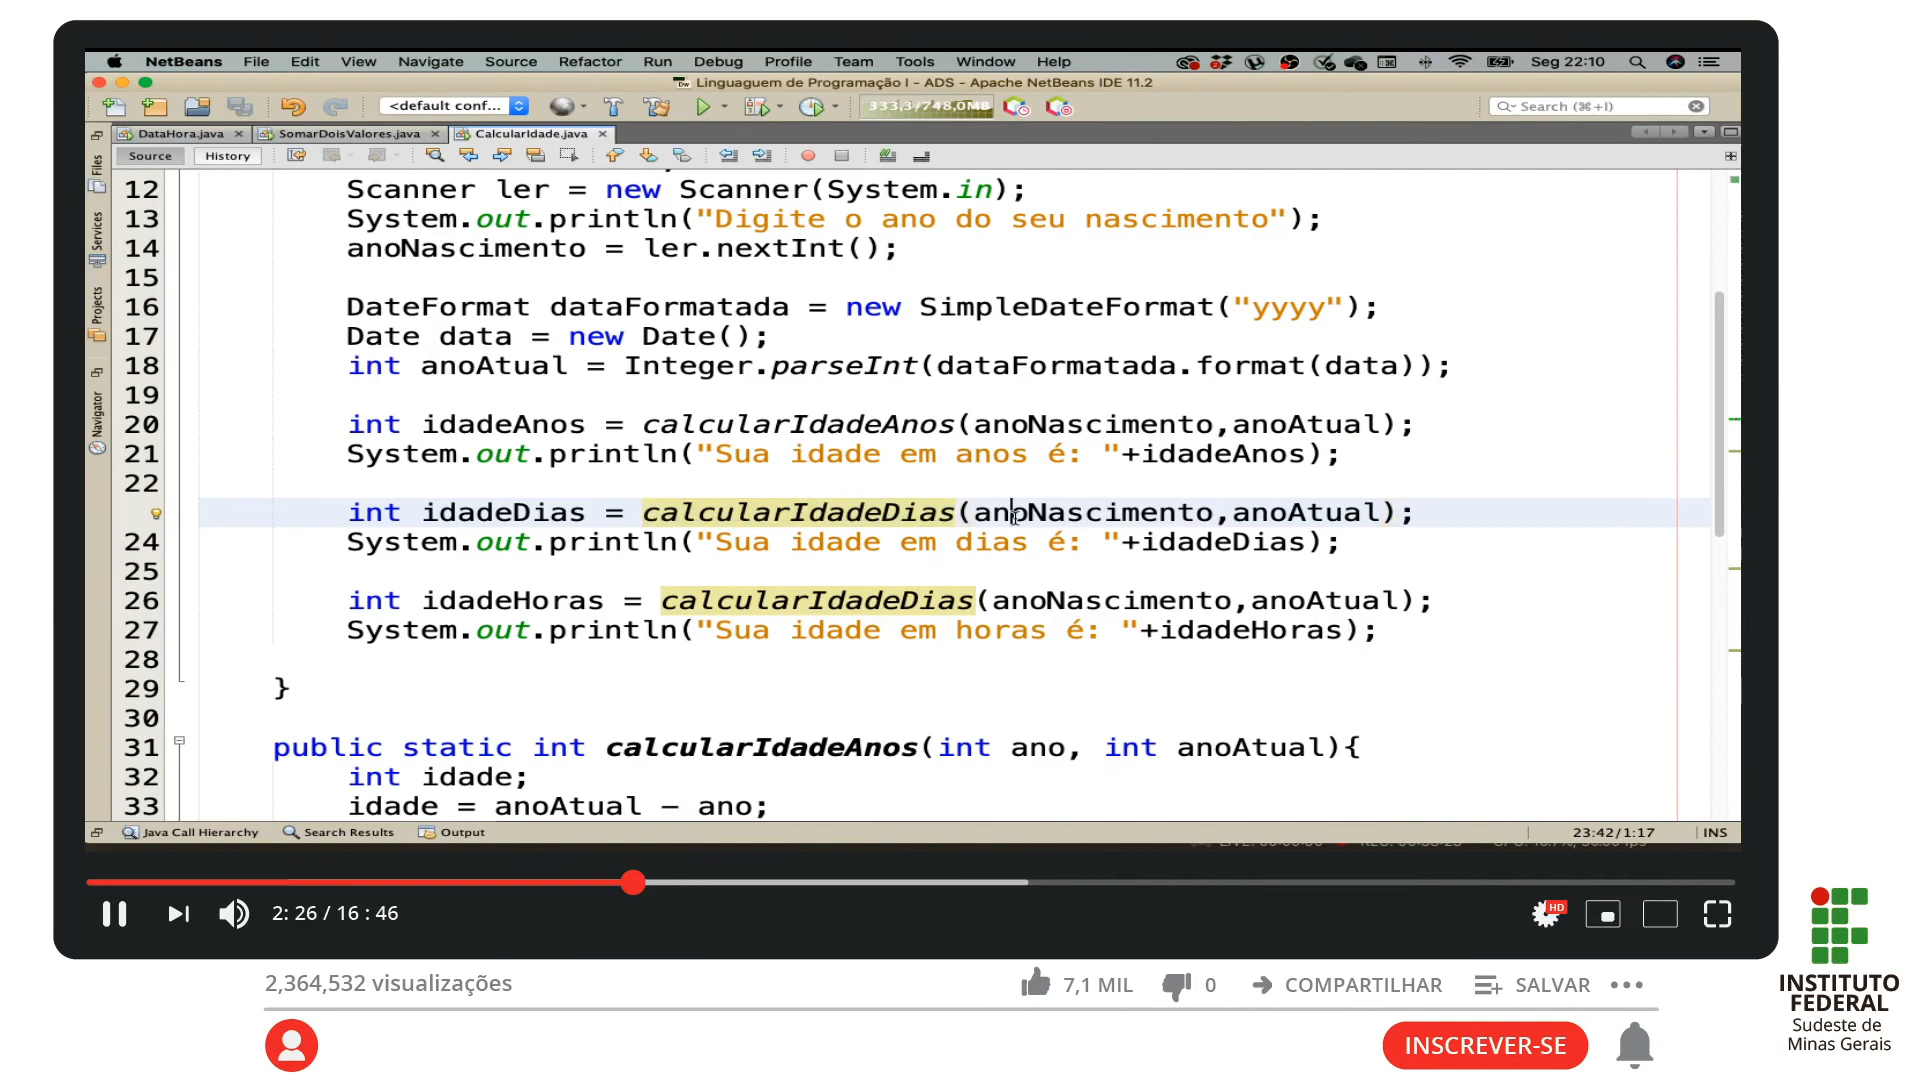 NetBeans File Edit View Navigate Source Refactor Run Debug Profile Team Tools Window Help Seg 22:10
Linguaguem de Programação I - ADS - Apache NetBeans IDE 11.2
<default conf... 333,3/748,0MB Search (⌘+I)
DataHora.java SomarDoisValores.java CalcularIdade.java
Source History
Files
Services
Projects
Navigator
12 Scanner ler = new Scanner(System.in);
13 System.out.println("Digite o ano do seu nascimento");
14 anoNascimento = ler.nextInt();
15
16 DateFormat dataFormatada = new SimpleDateFormat("yyyy");
17 Date data = new Date();
18 int anoAtual = Integer.parseInt(dataFormatada.format(data));
19
20 int idadeAnos = calcularIdadeAnos(anoNascimento,anoAtual);
21 System.out.println("Sua idade em anos é: "+idadeAnos);
22
int idadeDias = calcularIdadeDias(anoNascimento,anoAtual);
24 System.out.println("Sua idade em dias é: "+idadeDias);
25
26 int idadeHoras = calcularIdadeDias(anoNascimento,anoAtual);
27 System.out.println("Sua idade em horas é: "+idadeHoras);
28
29 }
30
31 public static int calcularIdadeAnos(int ano, int anoAtual){
32 int idade;
33 idade = anoAtual - ano;
Java Call Hierarchy Search Results Output 23:42/1:17 INS
2: 26 / 16 : 46 HD
2,364,532 visualizações 7,1 MIL 0 COMPARTILHAR SALVAR
INSCREVER-SE
INSTITUTO
FEDERAL
Sudeste de
Minas Gerais